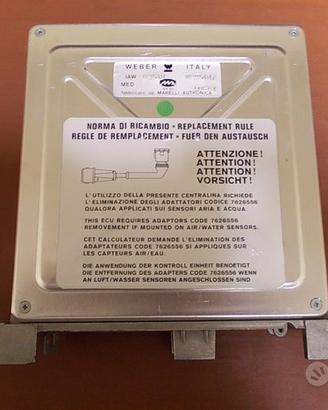 WEBER ITALY
IAW
MED
MARELLI AUTRONICA
NORMA DI RICAMBIO - REPLACEMENT RULE
REGLE DE REMPLACEMENT - FUER DEN AUSTAUSCH
ATTENZIONE!
ATTENTION!
ATTENTION!
VORSICHT!
L'UTILIZZO DELLA PRESENTE CENTRALINA RICHIEDE
L'ELIMINAZIONE DEGLI ADATTATORI CODICE 7626556
QUALORA APPLICATI SUI SENSORI ARIA E ACQUA
THIS ECU REQUIRES ADAPTORS CODE 7626556
REMOVEMENT IF MOUNTED ON AIR/WATER SENSORS.
CET CALCULATEUR DEMANDE L'ELIMINATION DES
ADAPTATEURS CODE 7626556 SI APPLIQUES SUR
LES CAPTEURS AIR/EAU.
DIE ANWENDUNG DER KONTROLL EINHEIT BENOETIGT
DIE ENTFERNUNG DES ADAPTERS CODE 7626556 WENN
AN LUFT/WASSER SENSOREN ANGESCHLOSSEN SIND